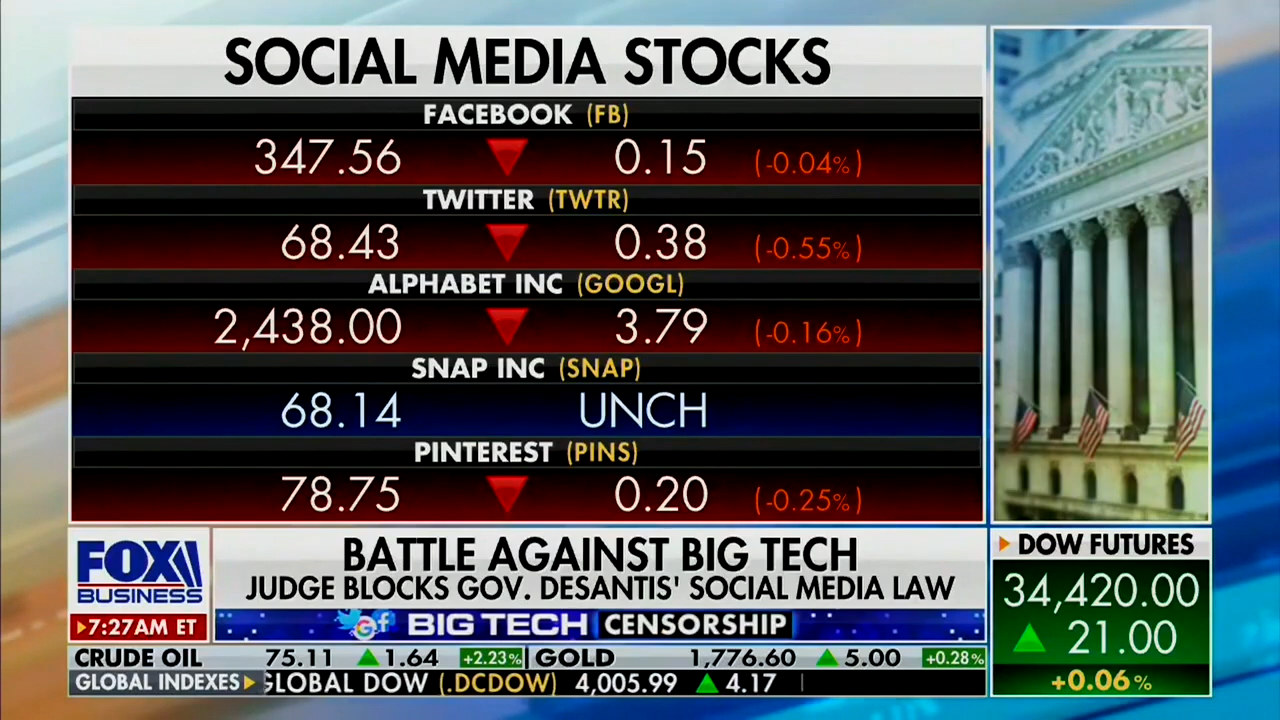 SOCIAL MEDIA STOCKS
FACEBOOK (FB)
347.56 ▼ 0.15 (-0.04%)
TWITTER (TWTR)
68.43 ▼ 0.38 (-0.55%)
ALPHABET INC (GOOGL)
2,438.00 ▼ 3.79 (-0.16%)
SNAP INC (SNAP)
68.14 UNCH
PINTEREST (PINS)
78.75 ▼ 0.20 (-0.25%)
FOX
BUSINESS
7:27AM ET
BATTLE AGAINST BIG TECH
JUDGE BLOCKS GOV. DESANTIS' SOCIAL MEDIA LAW
BIG TECH CENSORSHIP
DOW FUTURES
34,420.00
▲ 21.00
+0.06%
CRUDE OIL 75.11 ▲ 1.64 +2.23% GOLD 1,776.60 ▲ 5.00 +0.28%
GLOBAL INDEXES GLOBAL DOW (.DCDOW) 4,005.99 ▲ 4.17